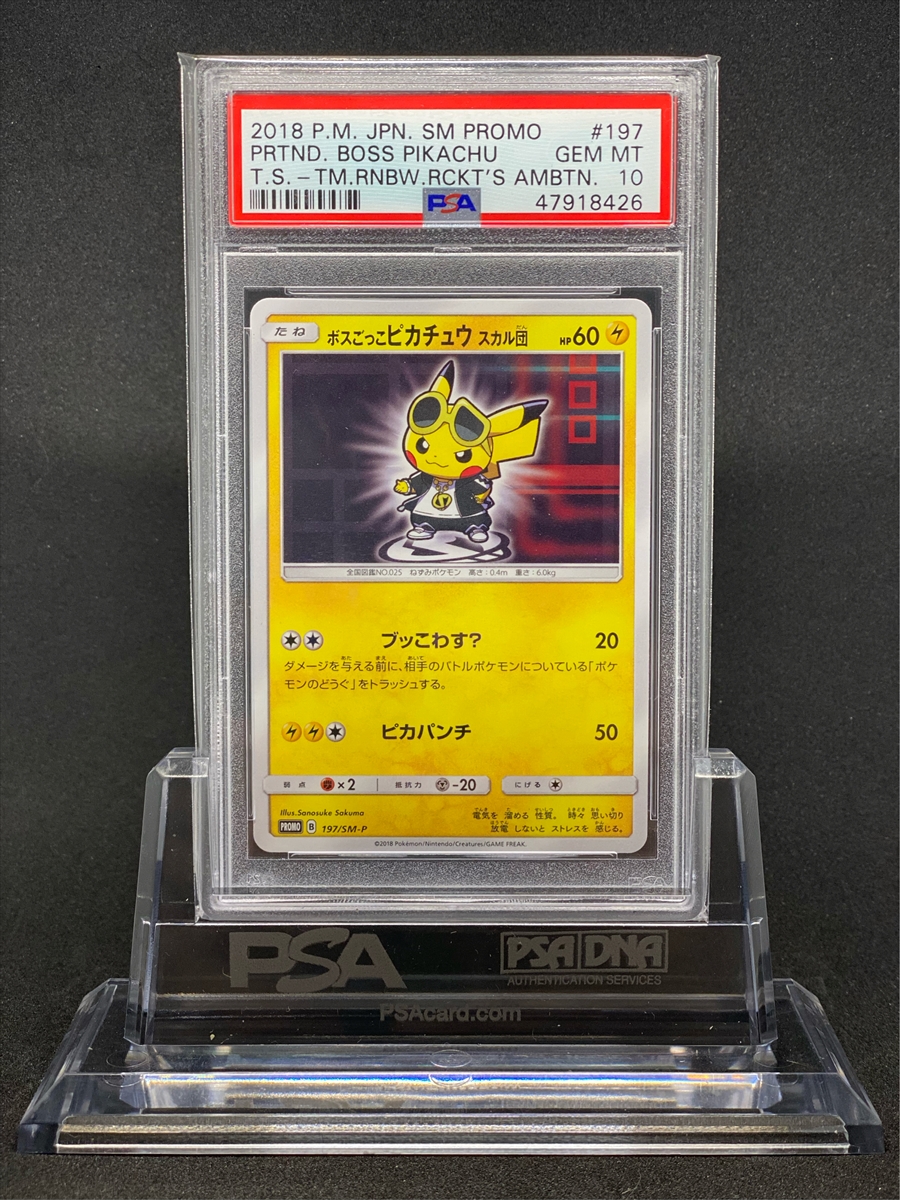 2018 P.M. JPN. SM PROMO #197
PRTND. BOSS PIKACHU GEM MT
T.S.-TM.RNBW.RCKT'S AMBTN. 10
PSA 47918426
たね ボスごっこピカチュウ スカル団 HP60
全国図鑑NO.025 ねずみポケモン 高さ:0.4m 重さ:6.0kg
ブッこわす? 20
ダメージを与える前に、相手のバトルポケモンについている「ポケ
モンのどうぐ」をトラッシュする。
ピカパンチ 50
弱点 ×2 抵抗力 -20 にげる
Illus.Sanosuke Sakuma
電気を 溜める 性質。 時々 思い切り
放電 しないと ストレスを 感じる。
PROMO B 197/SM-P
©2018 Pokémon/Nintendo/Creatures/GAME FREAK.
PSA PSA DNA
AUTHENTICATION SERVICES
PSAcard.com